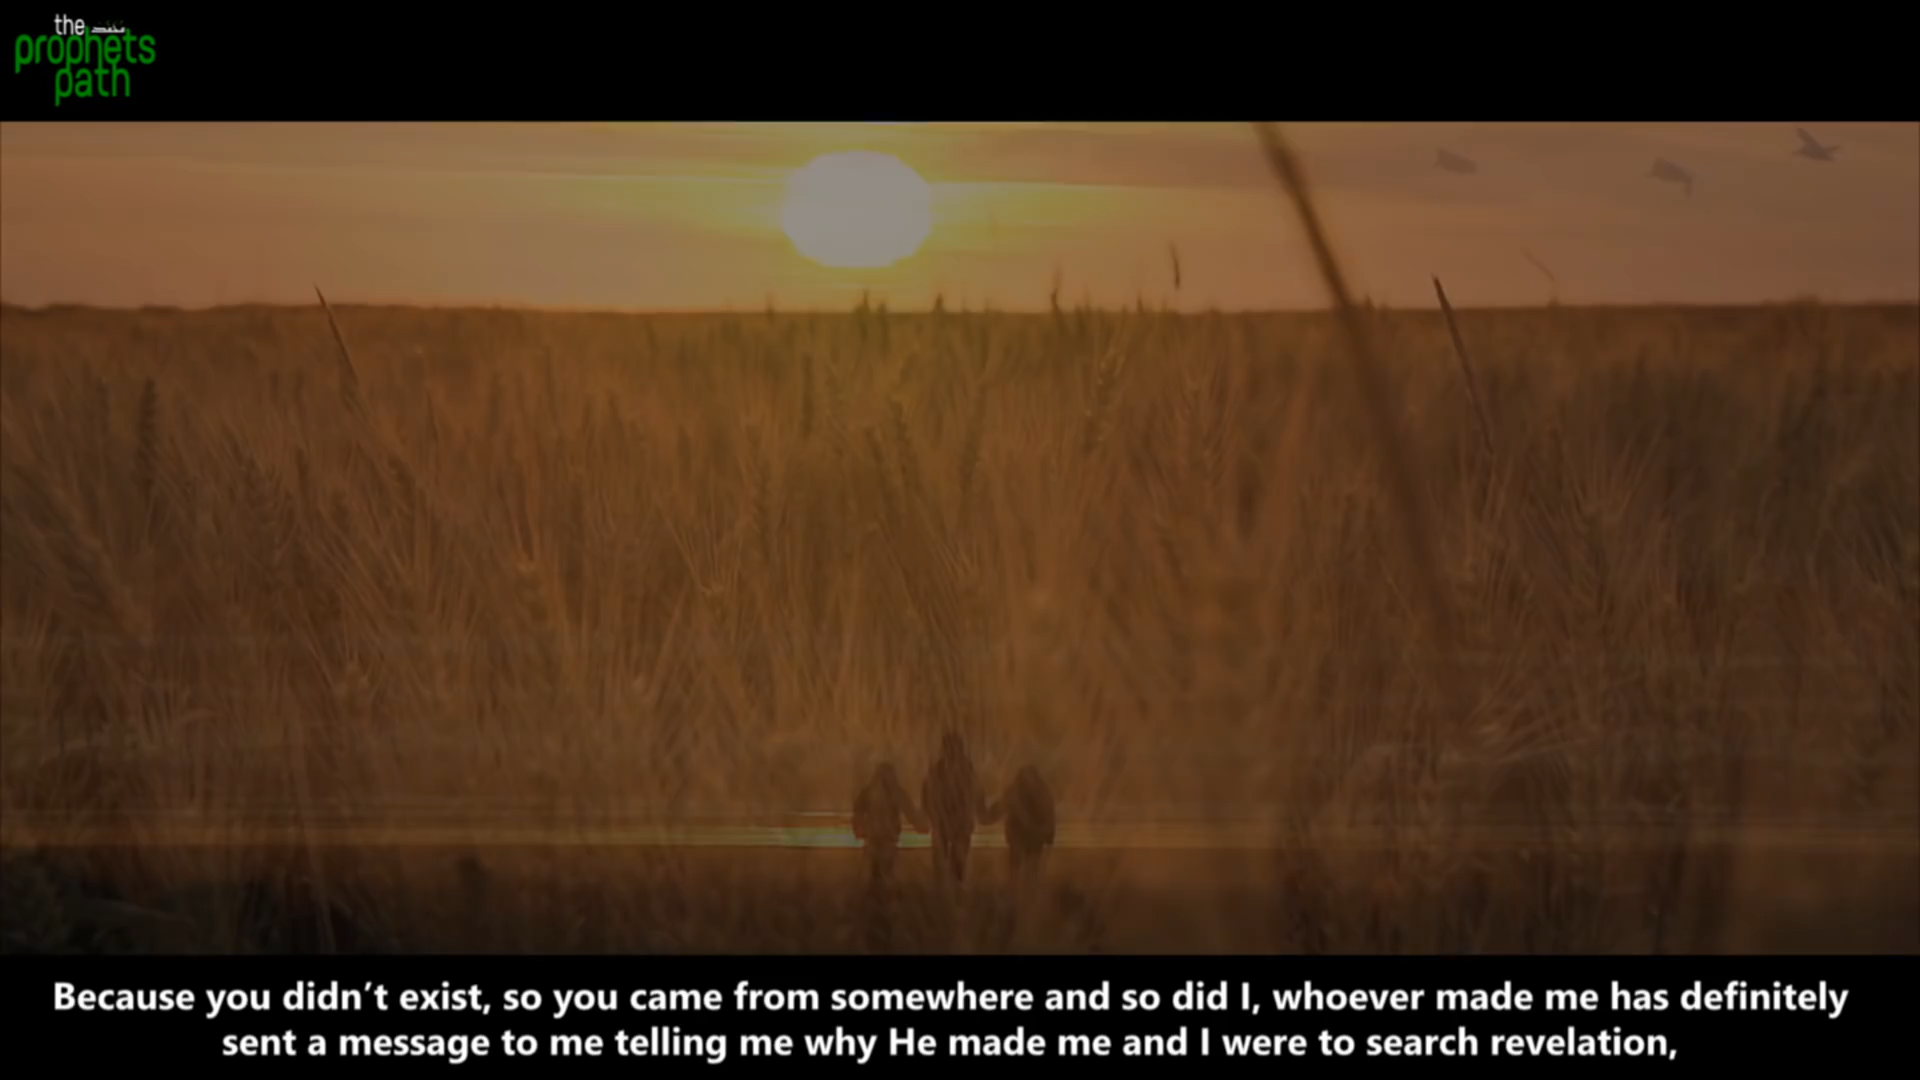 the محمد
prophets
path
Because you didn’t exist, so you came from somewhere and so did I, whoever made me has definitely
sent a message to me telling me why He made me and I were to search revelation,